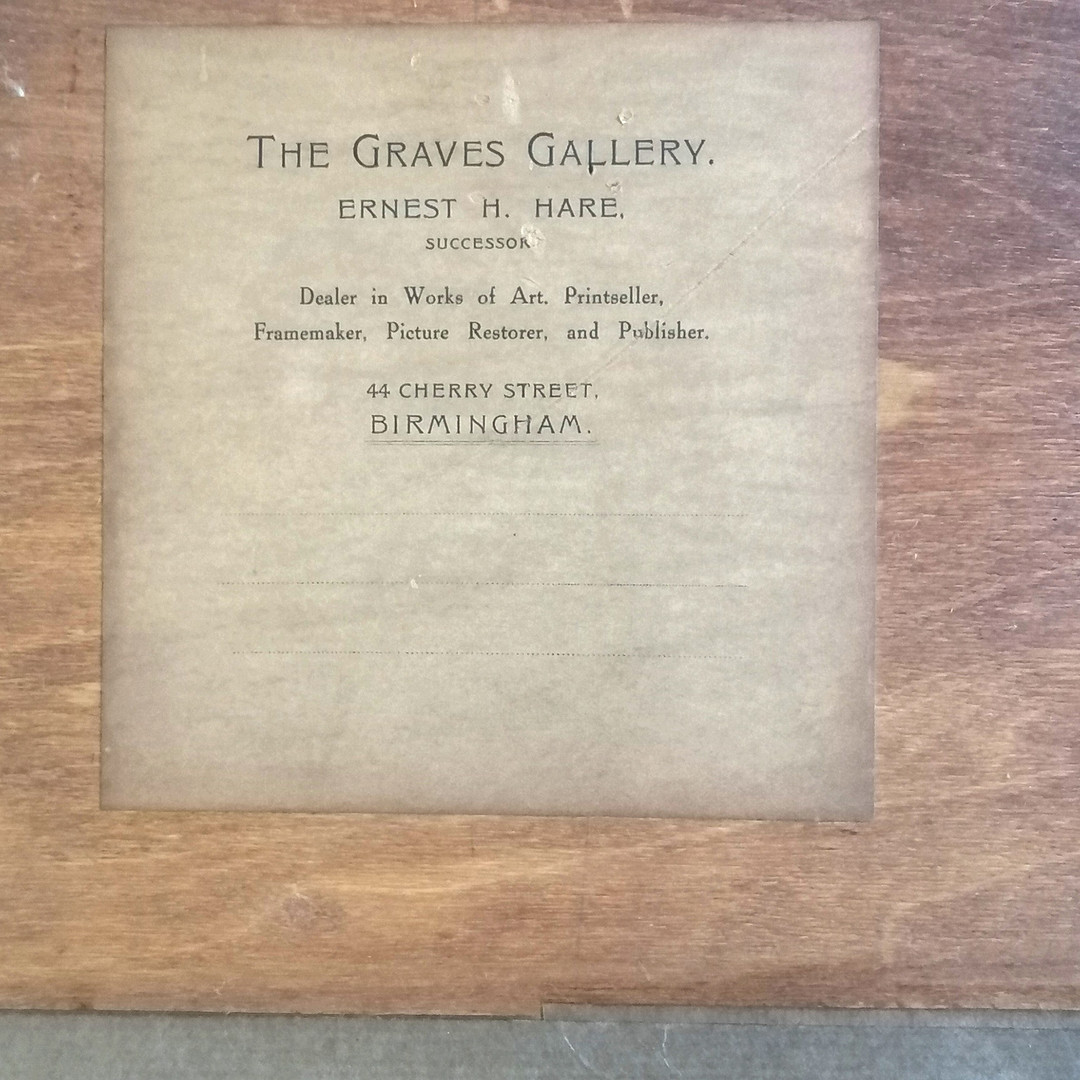 THE GRAVES GALLERY.
ERNEST H. HARE,
SUCCESSOR
Dealer in Works of Art. Printseller,
Framemaker, Picture Restorer, and Publisher.
44 CHERRY STREET,
BIRMINGHAM.